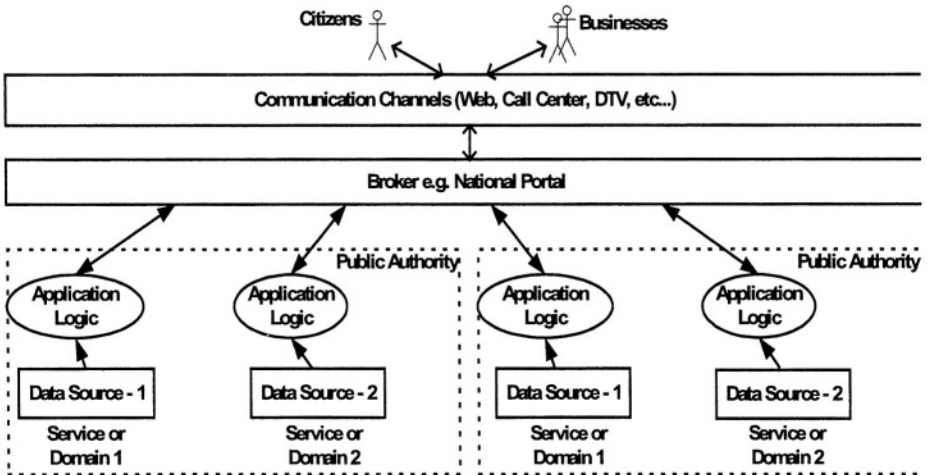 Citizens
Businesses
Communication Channels (Web, Call Center, DTV, etc...)
Broker e.g. National Portal
Public Authority
Public Authority
Application
Logic
Application
Logic
Application
Logic
Application
Logic
Data Source - 1
Data Source - 2
Data Source - 1
Data Source - 2
Service or
Domain 1
Service or
Domain 2
Service or
Domain 1
Service or
Domain 2